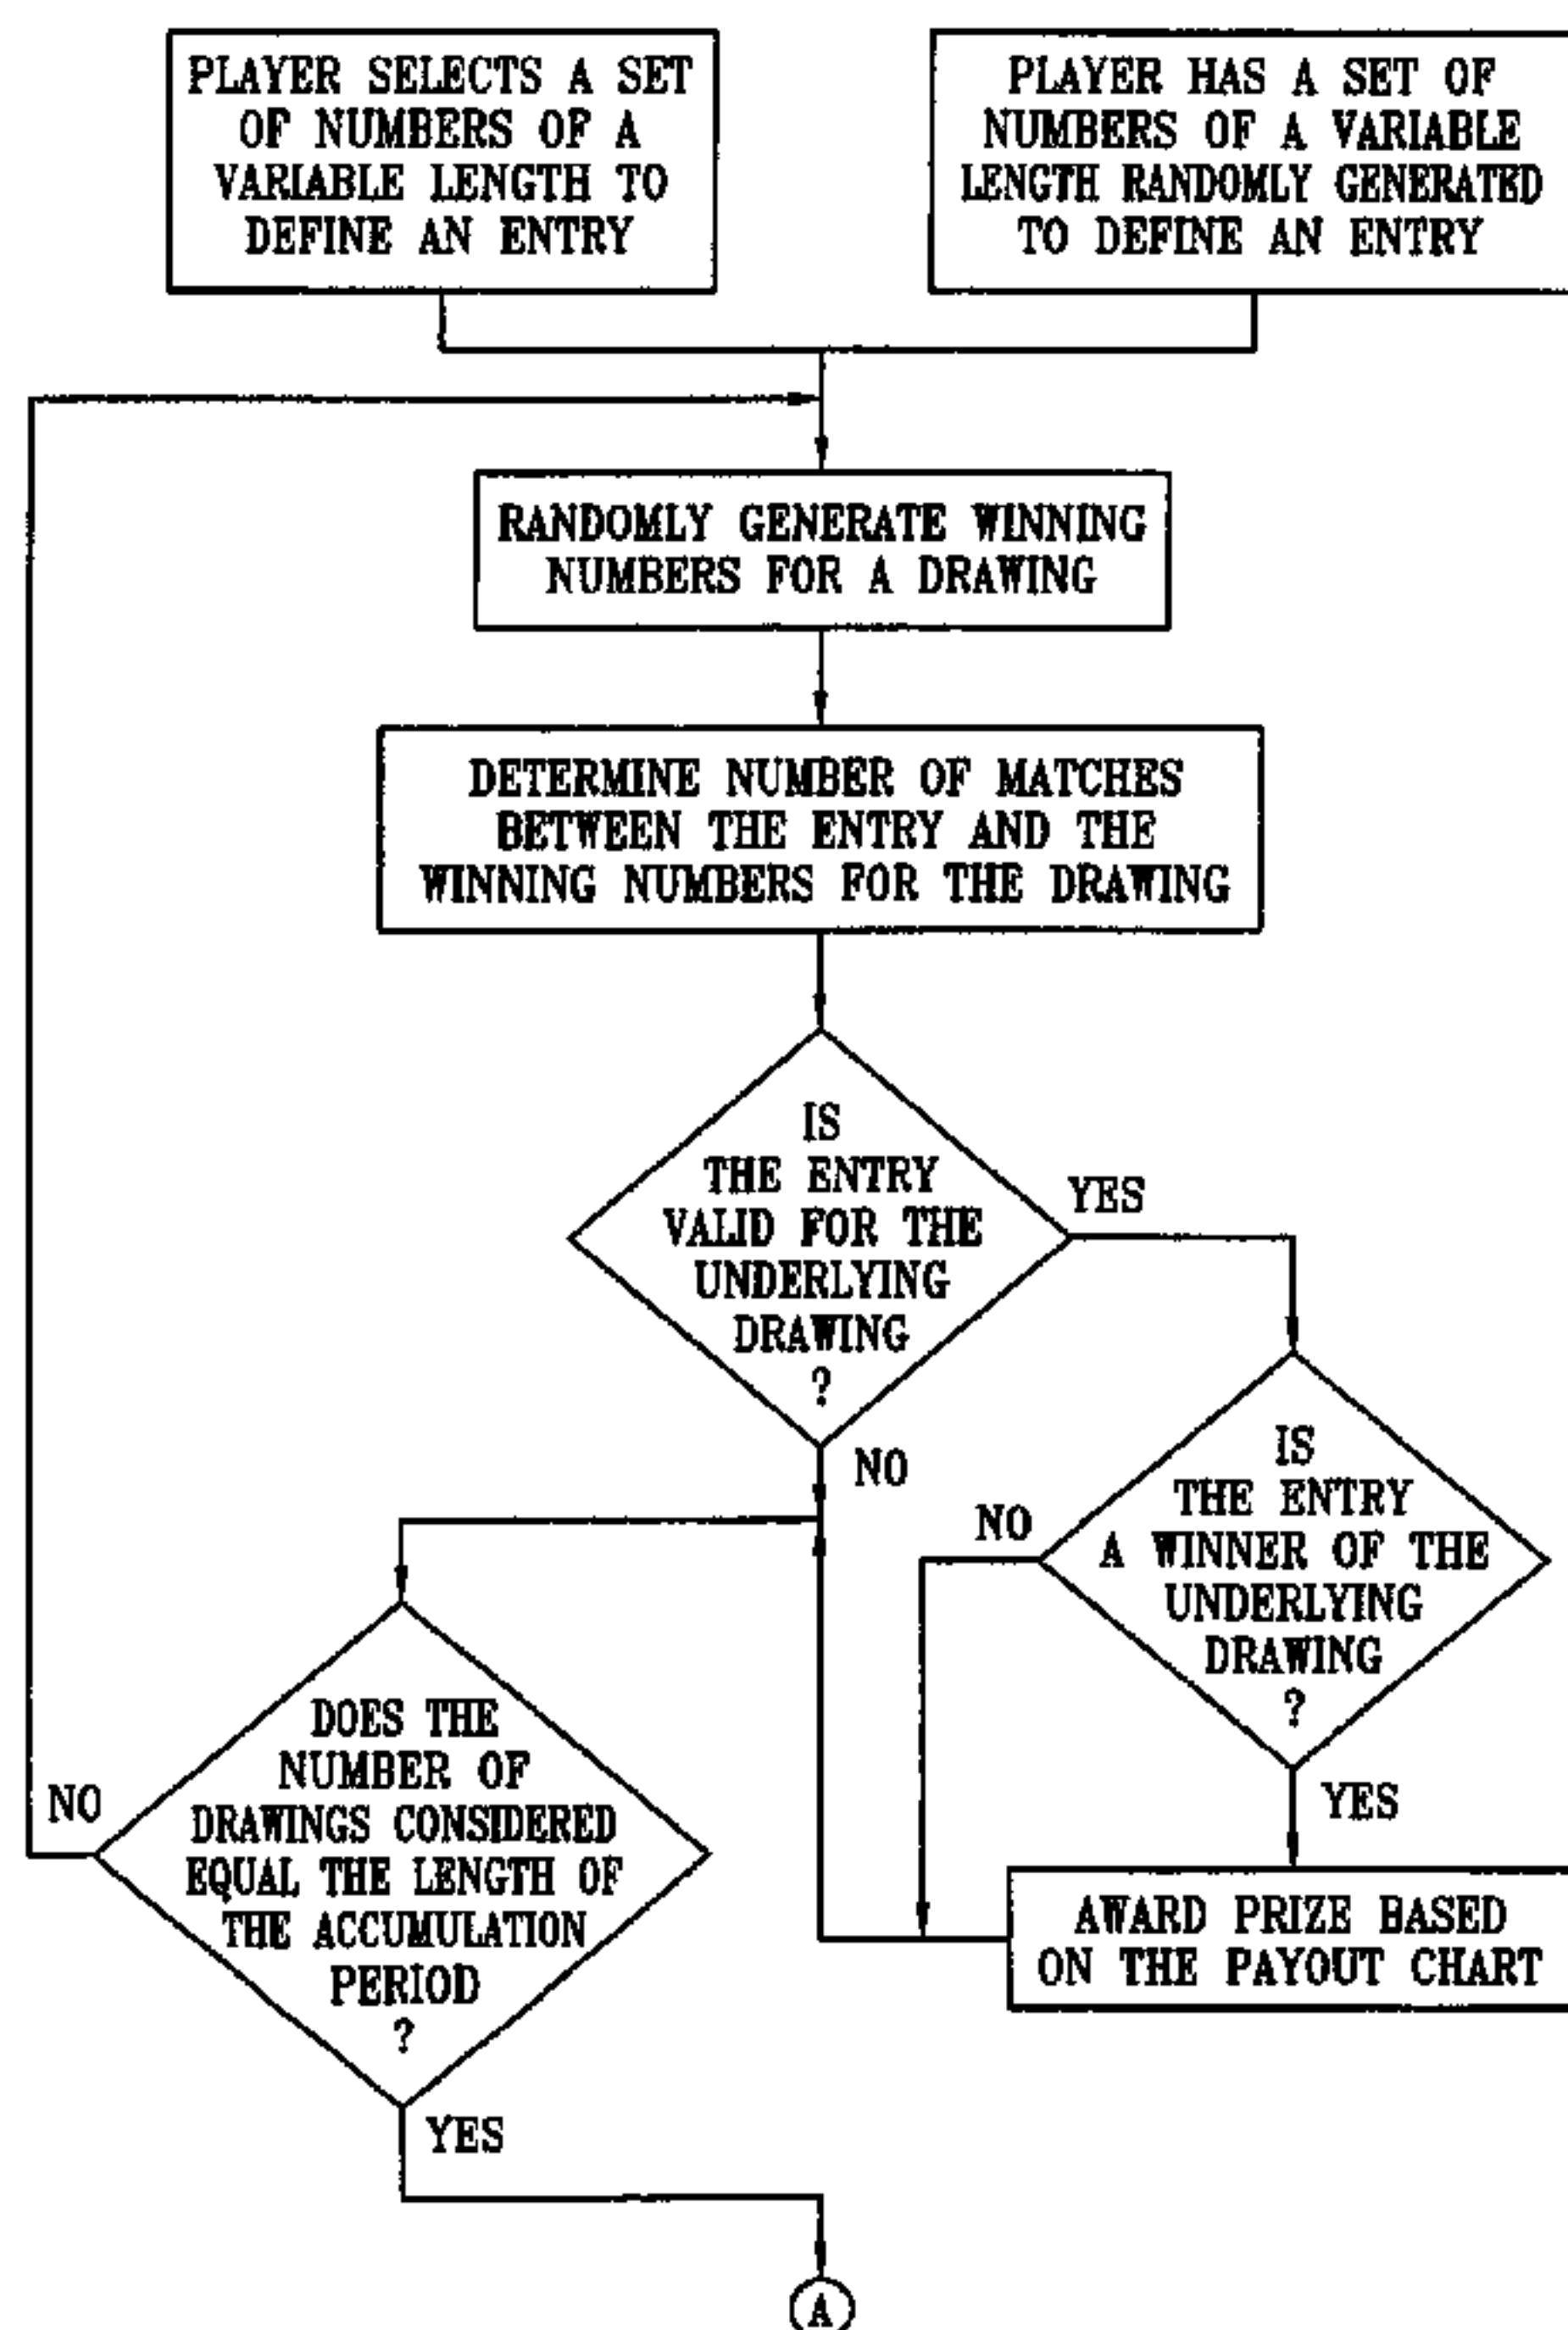 PLAYER SELECTS A SET
OF NUMBERS OF A
VARIABLE LENGTH TO
DEFINE AN ENTRY
PLAYER HAS A SET OF
NUMBERS OF A VARIABLE
LENGTH RANDOMLY GENERATED
TO DEFINE AN ENTRY
RANDOMLY GENERATE WINNING
NUMBERS FOR A DRAWING
DETERMINE NUMBER OF MATCHES
BETWEEN THE ENTRY AND THE
WINNING NUMBERS FOR THE DRAWING
IS
THE ENTRY
VALID FOR THE
UNDERLYING
DRAWING
?
YES
NO
IS
THE ENTRY
A WINNER OF THE
UNDERLYING
DRAWING
?
NO
YES
AWARD PRIZE BASED
ON THE PAYOUT CHART
DOES THE
NUMBER OF
DRAWINGS CONSIDERED
EQUAL THE LENGTH OF
THE ACCUMULATION
PERIOD
?
NO
YES
A